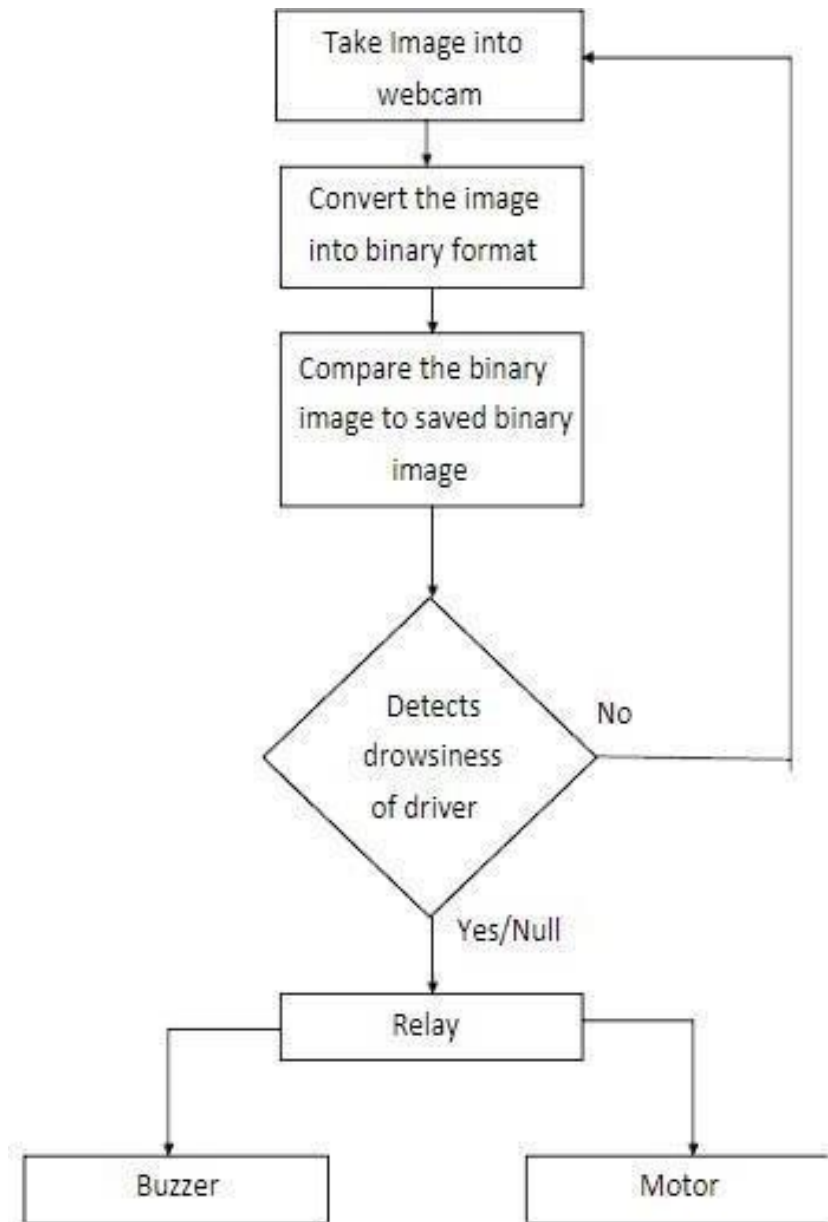 Take Image into
webcam
Convert the image
into binary format
Compare the binary
image to saved binary
image
Detects
drowsiness
of driver
No
Yes/Null
Relay
Buzzer
Motor